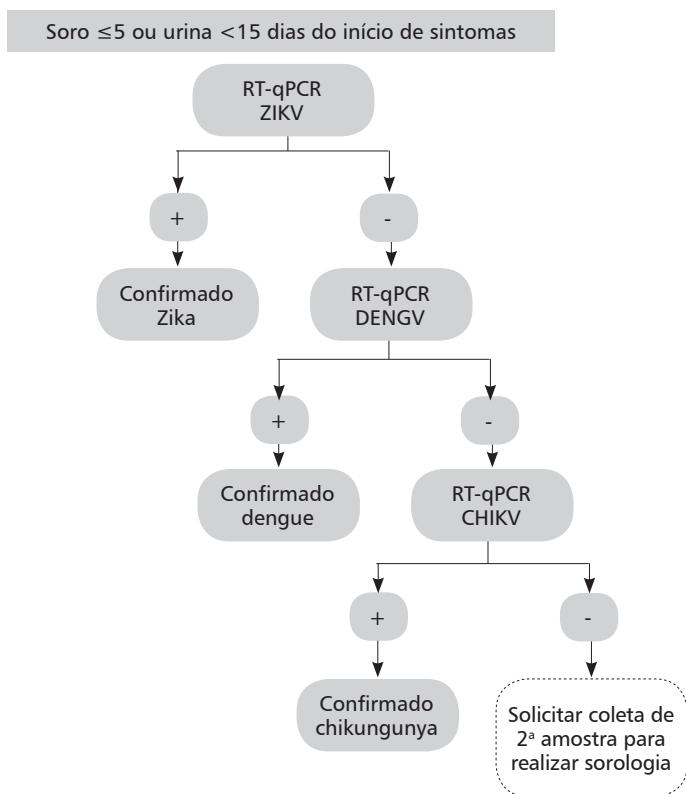 Soro ≤5 ou urina <15 dias do início de sintomas
RT-qPCR
ZIKV
+
-
Confirmado
Zika
RT-qPCR
DENGV
+
-
Confirmado
dengue
RT-qPCR
CHIKV
+
-
Confirmado
chikungunya
Solicitar coleta de
2ª amostra para
realizar sorologia